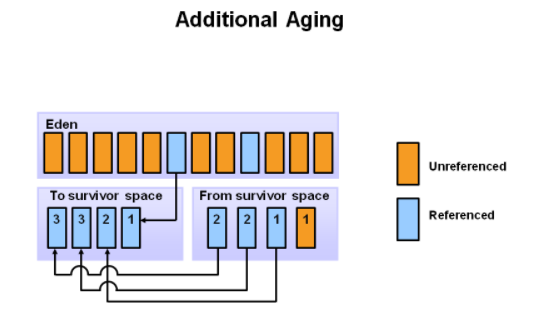 Additional Aging
Eden
To survivor space
From survivor space
3 3 2 1
2 2 1 1
Unreferenced
Referenced